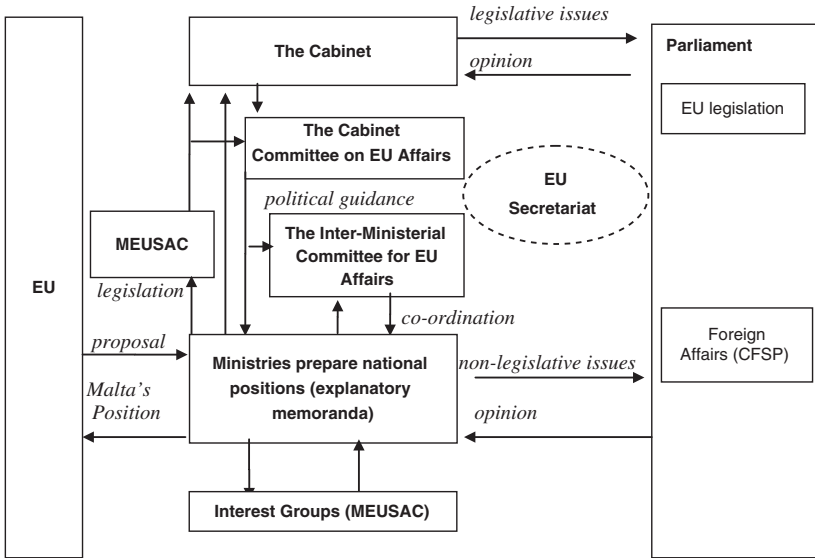 legislative issues
The Cabinet
opinion
Parliament
EU legislation
The Cabinet
Committee on EU Affairs
EU
Secretariat
political guidance
MEUSAC
The Inter-Ministerial
Committee for EU
Affairs
EU
legislation
co-ordination
proposal
Ministries prepare national
positions (explanatory
memoranda)
non-legislative issues
Foreign
Affairs (CFSP)
Malta's
Position
opinion
Interest Groups (MEUSAC)